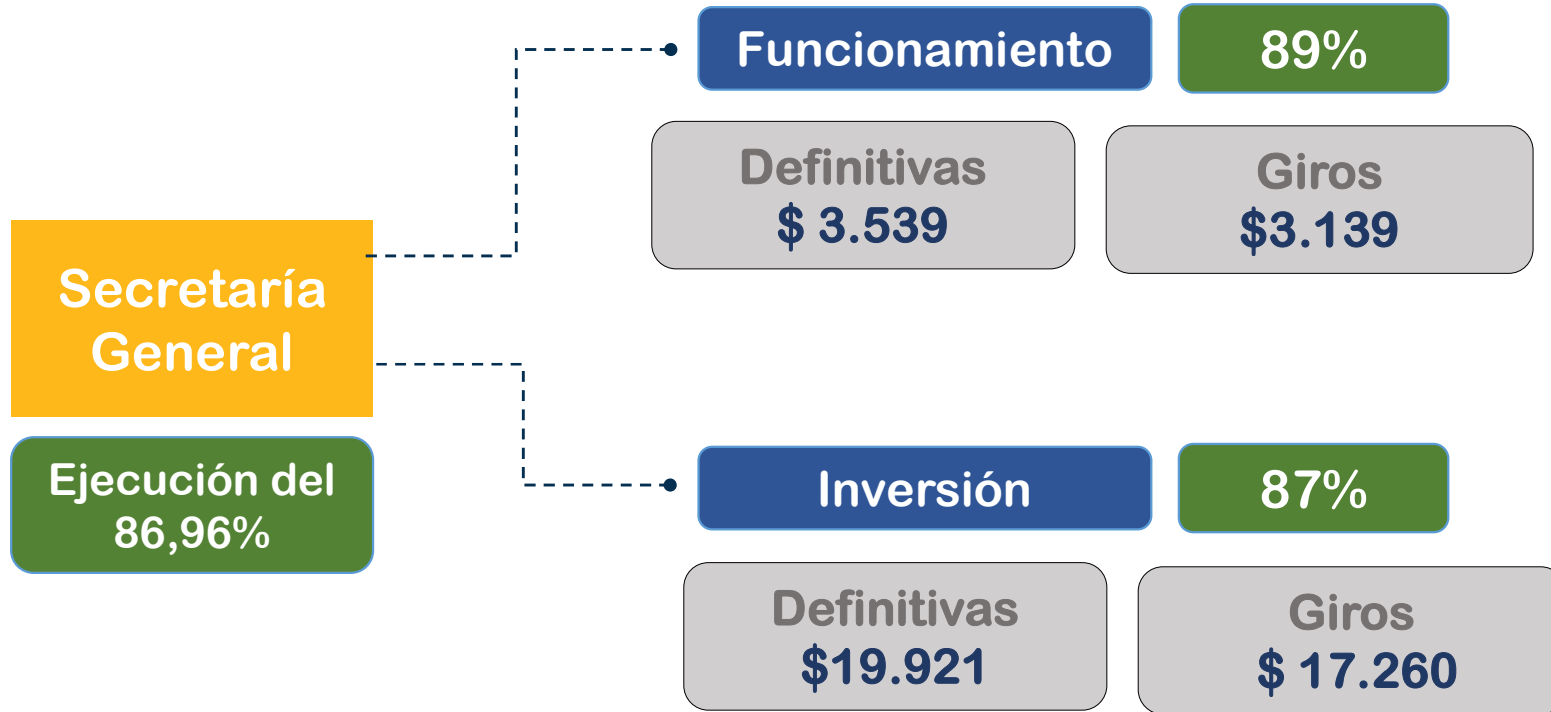 Secretaría
General
Ejecución del
86,96%
Funcionamiento
89%
Definitivas
$ 3.539
Giros
$3.139
Inversión
87%
Definitivas
$19.921
Giros
$ 17.260